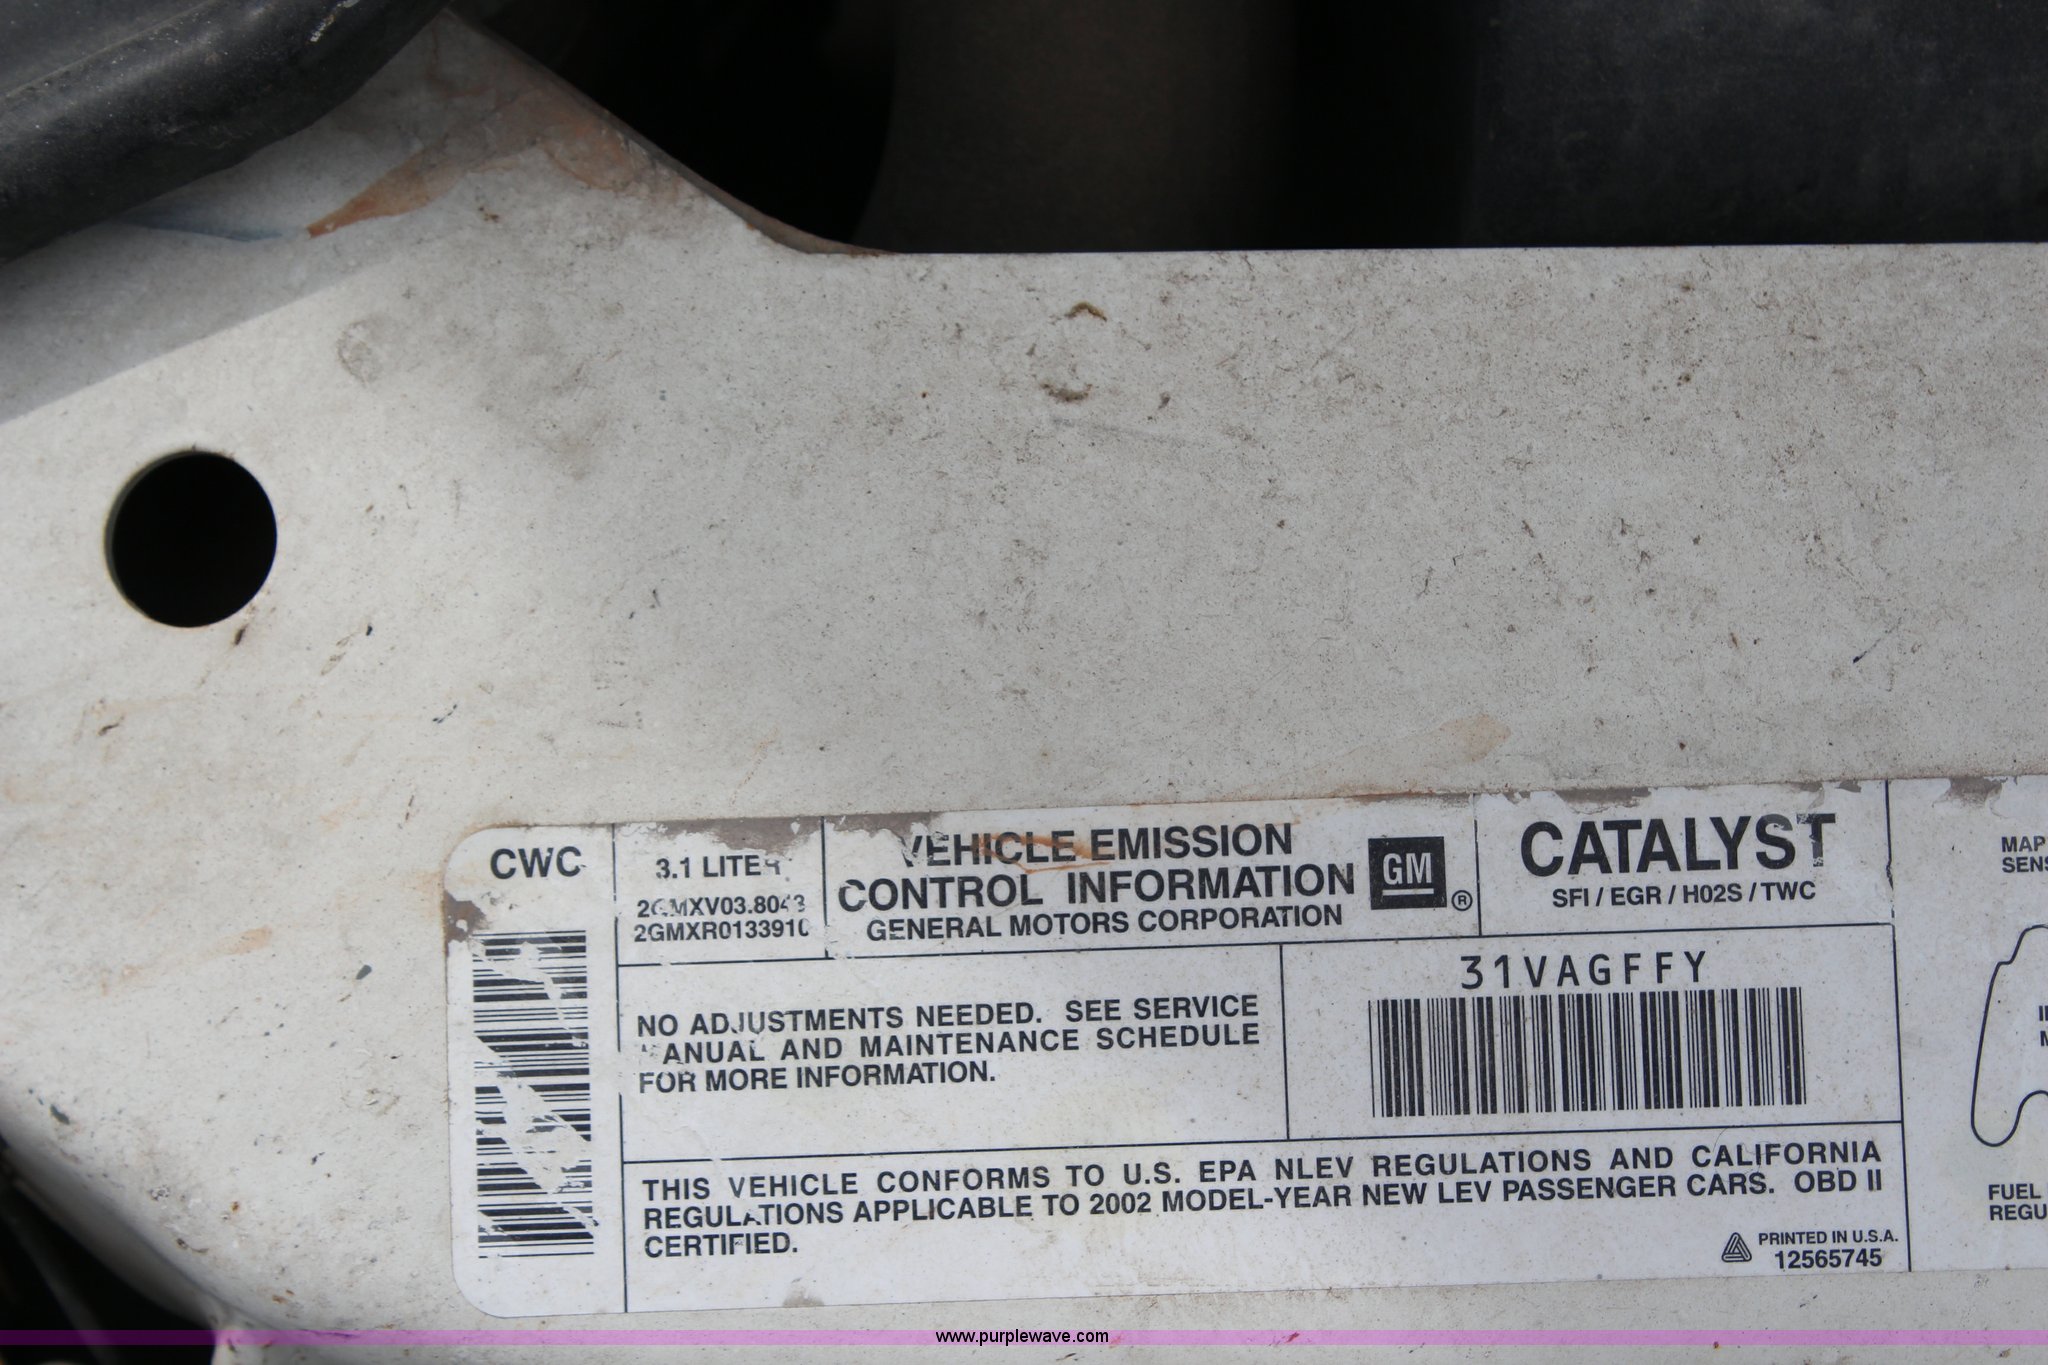 CWC
3.1 LITER
2GMXV03.8043
2GMXR0133910
VEHICLE EMISSION
CONTROL INFORMATION
GENERAL MOTORS CORPORATION
GM ®
CATALYST
SFI / EGR / H02S / TWC
MAP
NO ADJUSTMENTS NEEDED. SEE SERVICE
MANUAL AND MAINTENANCE SCHEDULE
FOR MORE INFORMATION.
31VAGFFY
THIS VEHICLE CONFORMS TO U.S. EPA NLEV REGULATIONS AND CALIFORNIA
REGULATIONS APPLICABLE TO 2002 MODEL-YEAR NEW LEV PASSENGER CARS. OBD II
CERTIFIED.
PRINTED IN U.S.A.
12565745
FUEL
REGU
www.purplewave.com